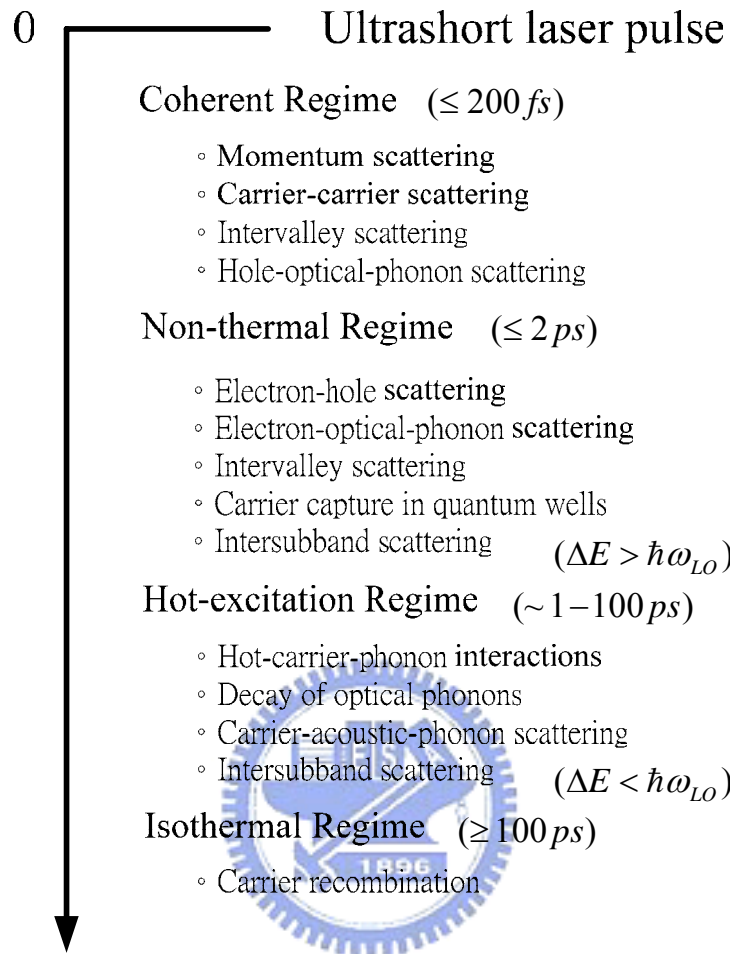 0 Ultrashort laser pulse
Coherent Regime (≤ 200 fs)
◦ Momentum scattering
◦ Carrier-carrier scattering
◦ Intervalley scattering
◦ Hole-optical-phonon scattering
Non-thermal Regime (≤ 2 ps)
◦ Electron-hole scattering
◦ Electron-optical-phonon scattering
◦ Intervalley scattering
◦ Carrier capture in quantum wells
◦ Intersubband scattering (ΔE > ℏω_LO)
Hot-excitation Regime (~ 1−100 ps)
◦ Hot-carrier-phonon interactions
◦ Decay of optical phonons
◦ Carrier-acoustic-phonon scattering
◦ Intersubband scattering (ΔE < ℏω_LO)
Isothermal Regime (≥ 100 ps)
1896
◦ Carrier recombination